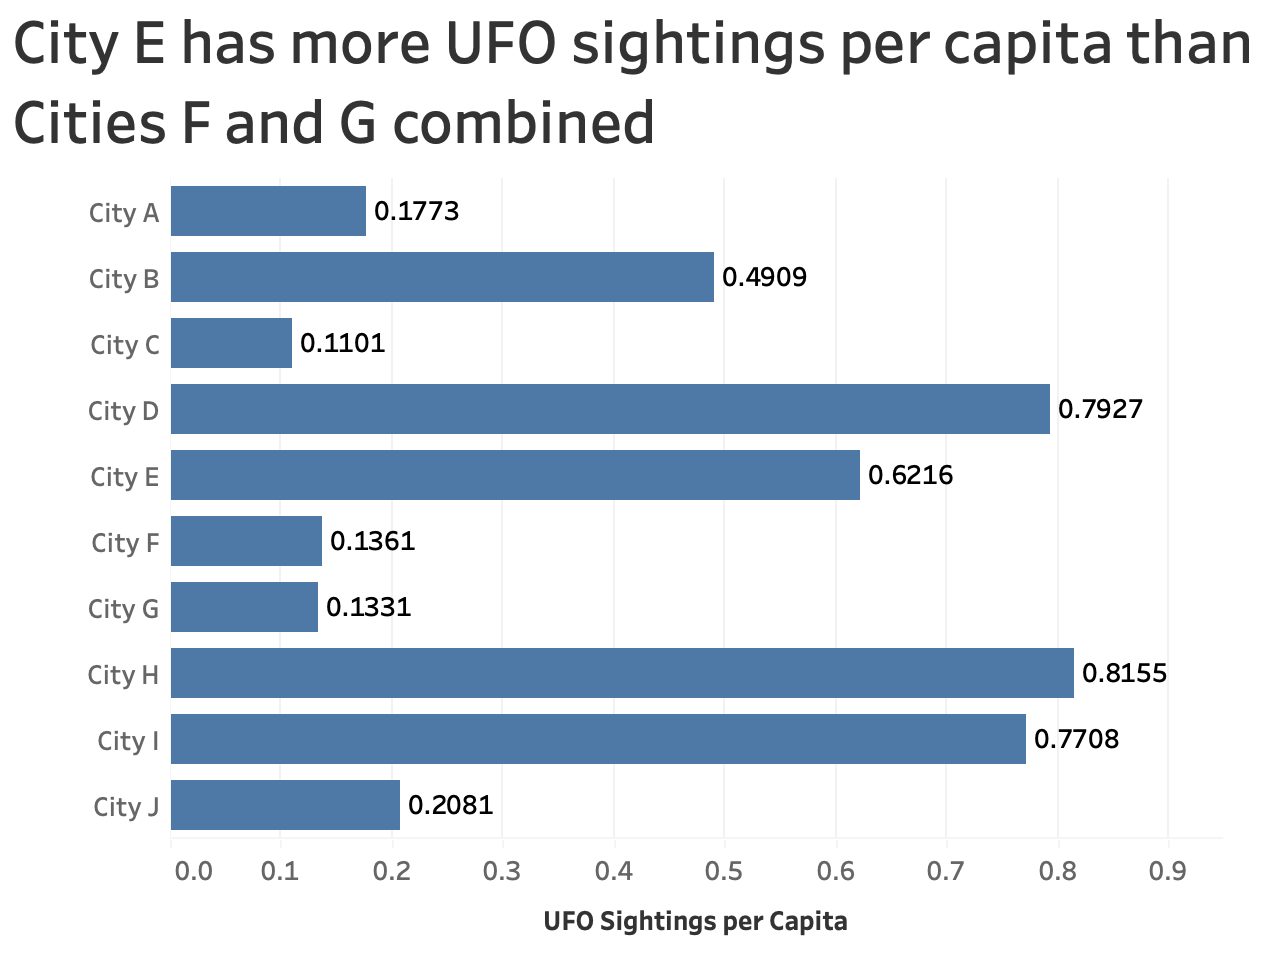 City E has more UFO sightings per capita than
Cities F and G combined
City A 0.1773
City B 0.4909
City C 0.1101
City D 0.7927
City E 0.6216
City F 0.1361
City G 0.1331
City H 0.8155
City I 0.7708
City J 0.2081
0.0 0.1 0.2 0.3 0.4 0.5 0.6 0.7 0.8 0.9
UFO Sightings per Capita